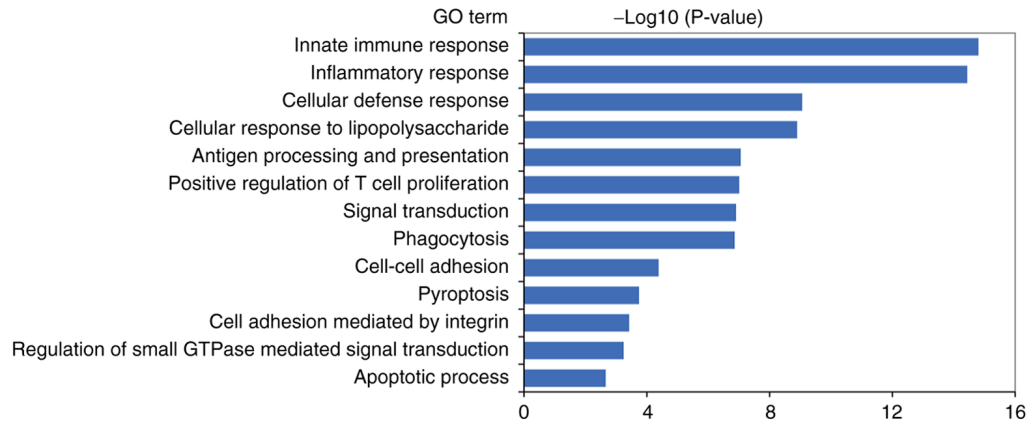 GO term −Log10 (P-value)
Innate immune response
Inflammatory response
Cellular defense response
Cellular response to lipopolysaccharide
Antigen processing and presentation
Positive regulation of T cell proliferation
Signal transduction
Phagocytosis
Cell-cell adhesion
Pyroptosis
Cell adhesion mediated by integrin
Regulation of small GTPase mediated signal transduction
Apoptotic process
0 4 8 12 16